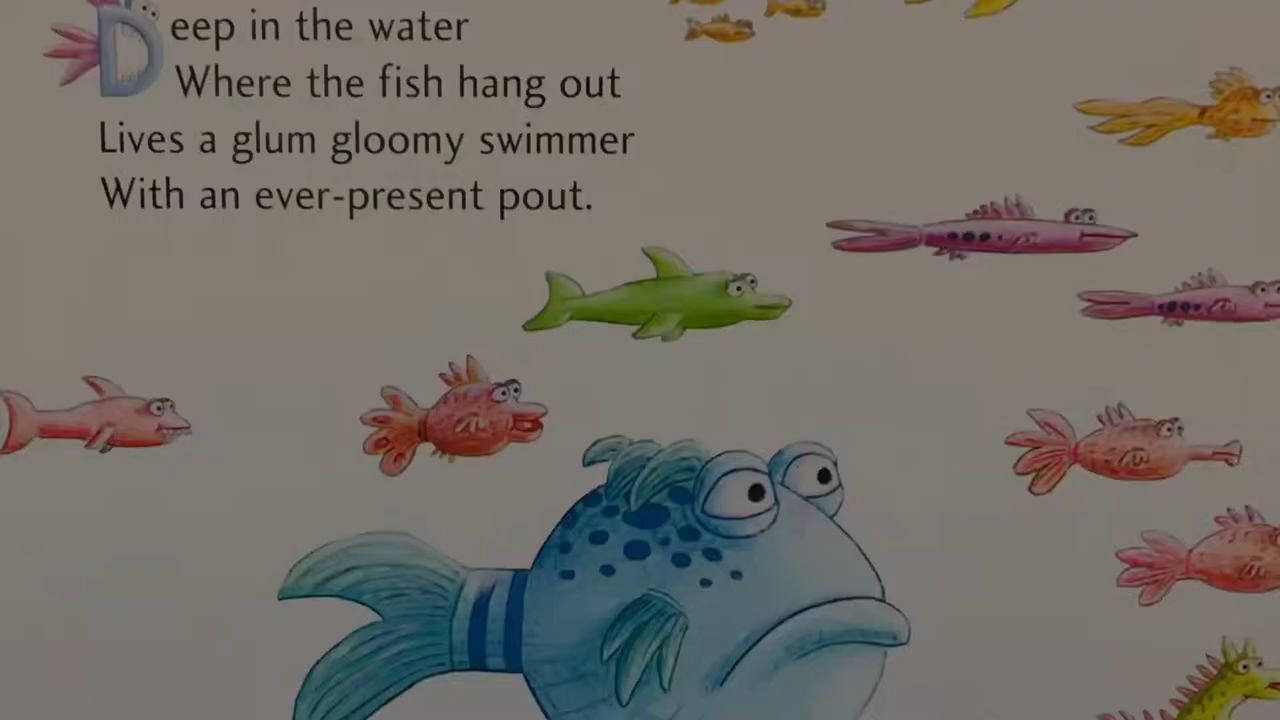 Deep in the water
Where the fish hang out
Lives a glum gloomy swimmer
With an ever-present pout.